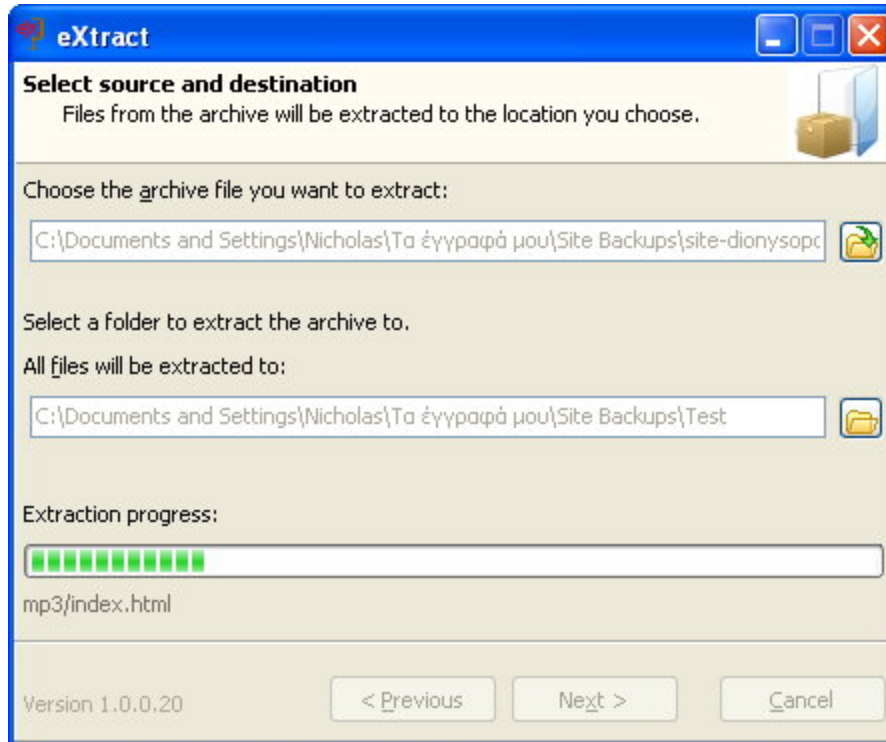 eXtract
Select source and destination
Files from the archive will be extracted to the location you choose.
Choose the archive file you want to extract:
C:\Documents and Settings\Nicholas\Τα έγγραφά μου\Site Backups\site-dionysopo
Select a folder to extract the archive to.
All files will be extracted to:
C:\Documents and Settings\Nicholas\Τα έγγραφά μου\Site Backups\Test
Extraction progress:
mp3/index.html
Version 1.0.0.20
< Previous
Next >
Cancel